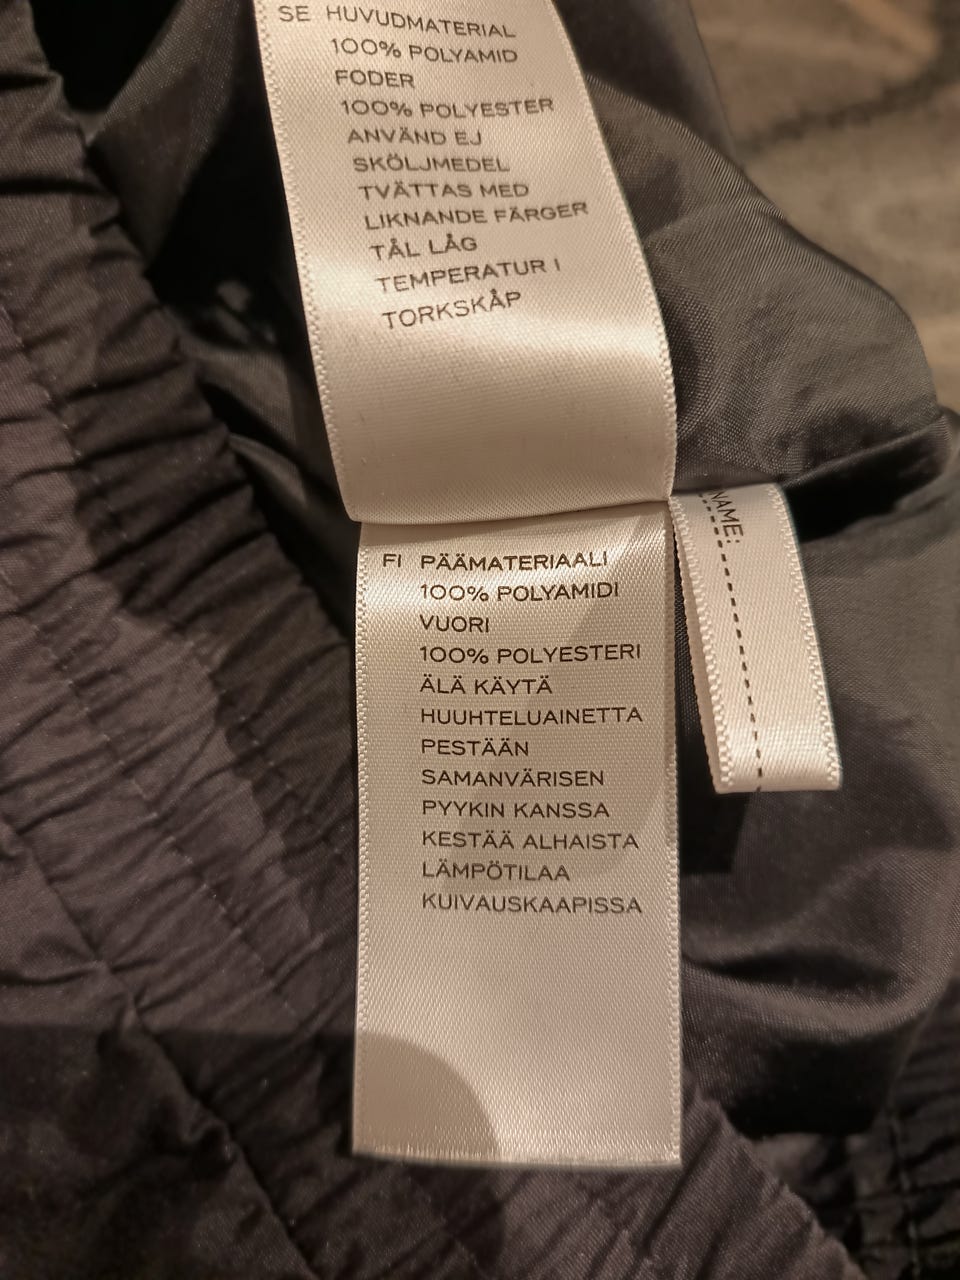 SE HUVUDMATERIAL
100% POLYAMID
FODER
100% POLYESTER
ANVÄND EJ
SKÖLJMEDEL
TVÄTTAS MED
LIKNANDE FÄRGER
TÅL LÅG
TEMPERATUR I
TORKSKÅP
FI PÄÄMATERIAALI
100% POLYAMIDI
VUORI
100% POLYESTERI
ÄLÄ KÄYTÄ
HUUHTELUAINETTA
PESTÄÄN
SAMANVÄRISEN
PYYKIN KANSSA
KESTÄÄ ALHAISTA
LÄMPÖTILAA
KUIVAUSKAAPISSA
NAME: